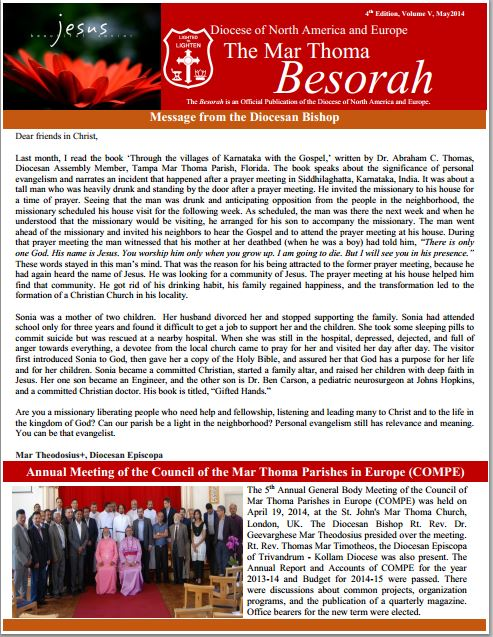 jesus
4th Edition, Volume V, May2014
LIGHTED
TO
LIGHTEN
Diocese of North America and Europe
The Mar Thoma
Besorah
The Besorah is an Official Publication of the Diocese of North America and Europe.
Message from the Diocesan Bishop
Dear friends in Christ,
Last month, I read the book ‘Through the villages of Karnataka with the Gospel,’ written by Dr. Abraham C. Thomas,
Diocesan Assembly Member, Tampa Mar Thoma Parish, Florida. The book speaks about the significance of personal
evangelism and narrates an incident that happened after a prayer meeting in Siddhilaghatta, Karnataka, India. It was about a
tall man who was heavily drunk and standing by the door after a prayer meeting. He invited the missionary to his house for
a time of prayer. Seeing that the man was drunk and anticipating opposition from the people in the neighborhood, the
missionary scheduled his house visit for the following week. As scheduled, the man was there the next week and when he
understood that the missionary would be visiting, he arranged for his son to accompany the missionary. The man went
ahead of the missionary and invited his neighbors to hear the Gospel and to attend the prayer meeting at his house. During
that prayer meeting the man witnessed that his mother at her deathbed (when he was a boy) had told him, “There is only
one God. His name is Jesus. You worship him only when you grow up. I am going to die. But I will see you in his presence.”
These words stayed in this man’s mind. That was the reason for his being attracted to the former prayer meeting, because he
had again heard the name of Jesus. He was looking for a community of Jesus. The prayer meeting at his house helped him
find that community. He got rid of his drinking habit, his family regained happiness, and the transformation led to the
formation of a Christian Church in his locality.
Sonia was a mother of two children. Her husband divorced her and stopped supporting the family. Sonia had attended
school only for three years and found it difficult to get a job to support her and the children. She took some sleeping pills to
commit suicide but was rescued at a nearby hospital. When she was still in the hospital, depressed, dejected, and full of
anger towards everything, a devotee from the local church came to pray for her and visited her day after day. The visitor
first introduced Sonia to God, then gave her a copy of the Holy Bible, and assured her that God has a purpose for her life
and for her children. Sonia became a committed Christian, started a family altar, and raised her children with deep faith in
Jesus. Her one son became an Engineer, and the other son is Dr. Ben Carson, a pediatric neurosurgeon at Johns Hopkins,
and a committed Christian doctor. His book is titled, “Gifted Hands.”
Are you a missionary liberating people who need help and fellowship, listening and leading many to Christ and to the life in
the kingdom of God? Can our parish be a light in the neighborhood? Personal evangelism still has relevance and meaning.
You can be that evangelist.
Mar Theodosius+, Diocesan Episcopa
Annual Meeting of the Council of the Mar Thoma Parishes in Europe (COMPE)
The 5th Annual General Body Meeting of the Council of
Mar Thoma Parishes in Europe (COMPE) was held on
April 19, 2014, at the St. John's Mar Thoma Church,
London, UK. The Diocesan Bishop Rt. Rev. Dr.
Geevarghese Mar Theodosius presided over the meeting.
Rt. Rev. Thomas Mar Timotheos, the Diocesan Episcopa
of Trivandrum - Kollam Diocese was also present. The
Annual Report and Accounts of COMPE for the year
2013-14 and Budget for 2014-15 were passed. There
were discussions about common projects, organization
programs, and the publication of a quarterly magazine.
Office bearers for the new term were elected.